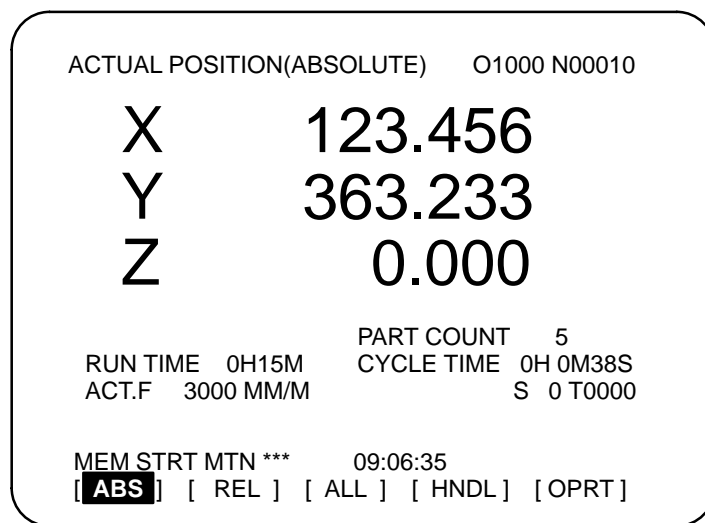 ACTUAL POSITION(ABSOLUTE) O1000 N00010
X 123.456
Y 363.233
Z 0.000
PART COUNT 5
RUN TIME 0H15M CYCLE TIME 0H 0M38S
ACT.F 3000 MM/M S 0 T0000
MEM STRT MTN *** 09:06:35
[ ABS ] [ REL ] [ ALL ] [ HNDL ] [ OPRT ]